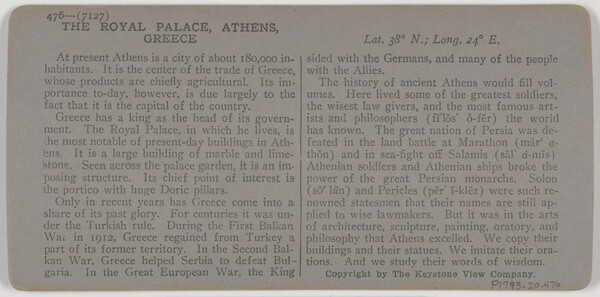 476—(7127)
THE ROYAL PALACE, ATHENS,
GREECE
At present Athens is a city of about 180,000 in-
habitants. It is the center of the trade of Greece,
whose products are chiefly agricultural. Its im-
portance to-day, however, is due largely to the
fact that it is the capital of the country.
Greece has a king as the head of its govern-
ment. The Royal Palace, in which he lives, is
the most notable of present-day buildings in Ath-
ens. It is a large building of marble and lime-
stone. Seen across the palace garden, it is an im-
posing structure. Its chief point of interest is
the portico with huge Doric pillars.
Only in recent years has Greece come into a
share of its past glory. For centuries it was un-
der the Turkish rule. During the First Balkan
War in 1912, Greece regained from Turkey a
part of its former territory. In the Second Bal-
kan War, Greece helped Serbia to defeat Bul-
garia. In the Great European War, the King
Lat. 38° N.; Long. 24° E.
sided with the Germans, and many of the people
with the Allies.
The history of ancient Athens would fill vol-
umes. Here lived some of the greatest soldiers,
the wisest law givers, and the most famous art-
ists and philosophers (fĭ lŏs´ ō-fẽr) the world
has known. The great nation of Persia was de-
feated in the land battle at Marathon (măr´ a-
thŏn) and in sea-fight off Salamis (săl´ a-mĭs)
Athenian soldiers and Athenian ships broke the
power of the great Persian monarchs. Solon
(sō´ lŭn) and Pericles (pĕr´ ĭ-klēz) were such re-
nowned statesmen that their names are still ap-
plied to wise lawmakers. But it was in the arts
of architecture, sculpture, painting, oratory, and
philosophy that Athens excelled. We copy their
buildings and their statues. We imitate their ora-
tions. And we study their words of wisdom.
Copyright by The Keystone View Company.
P1993.20.476